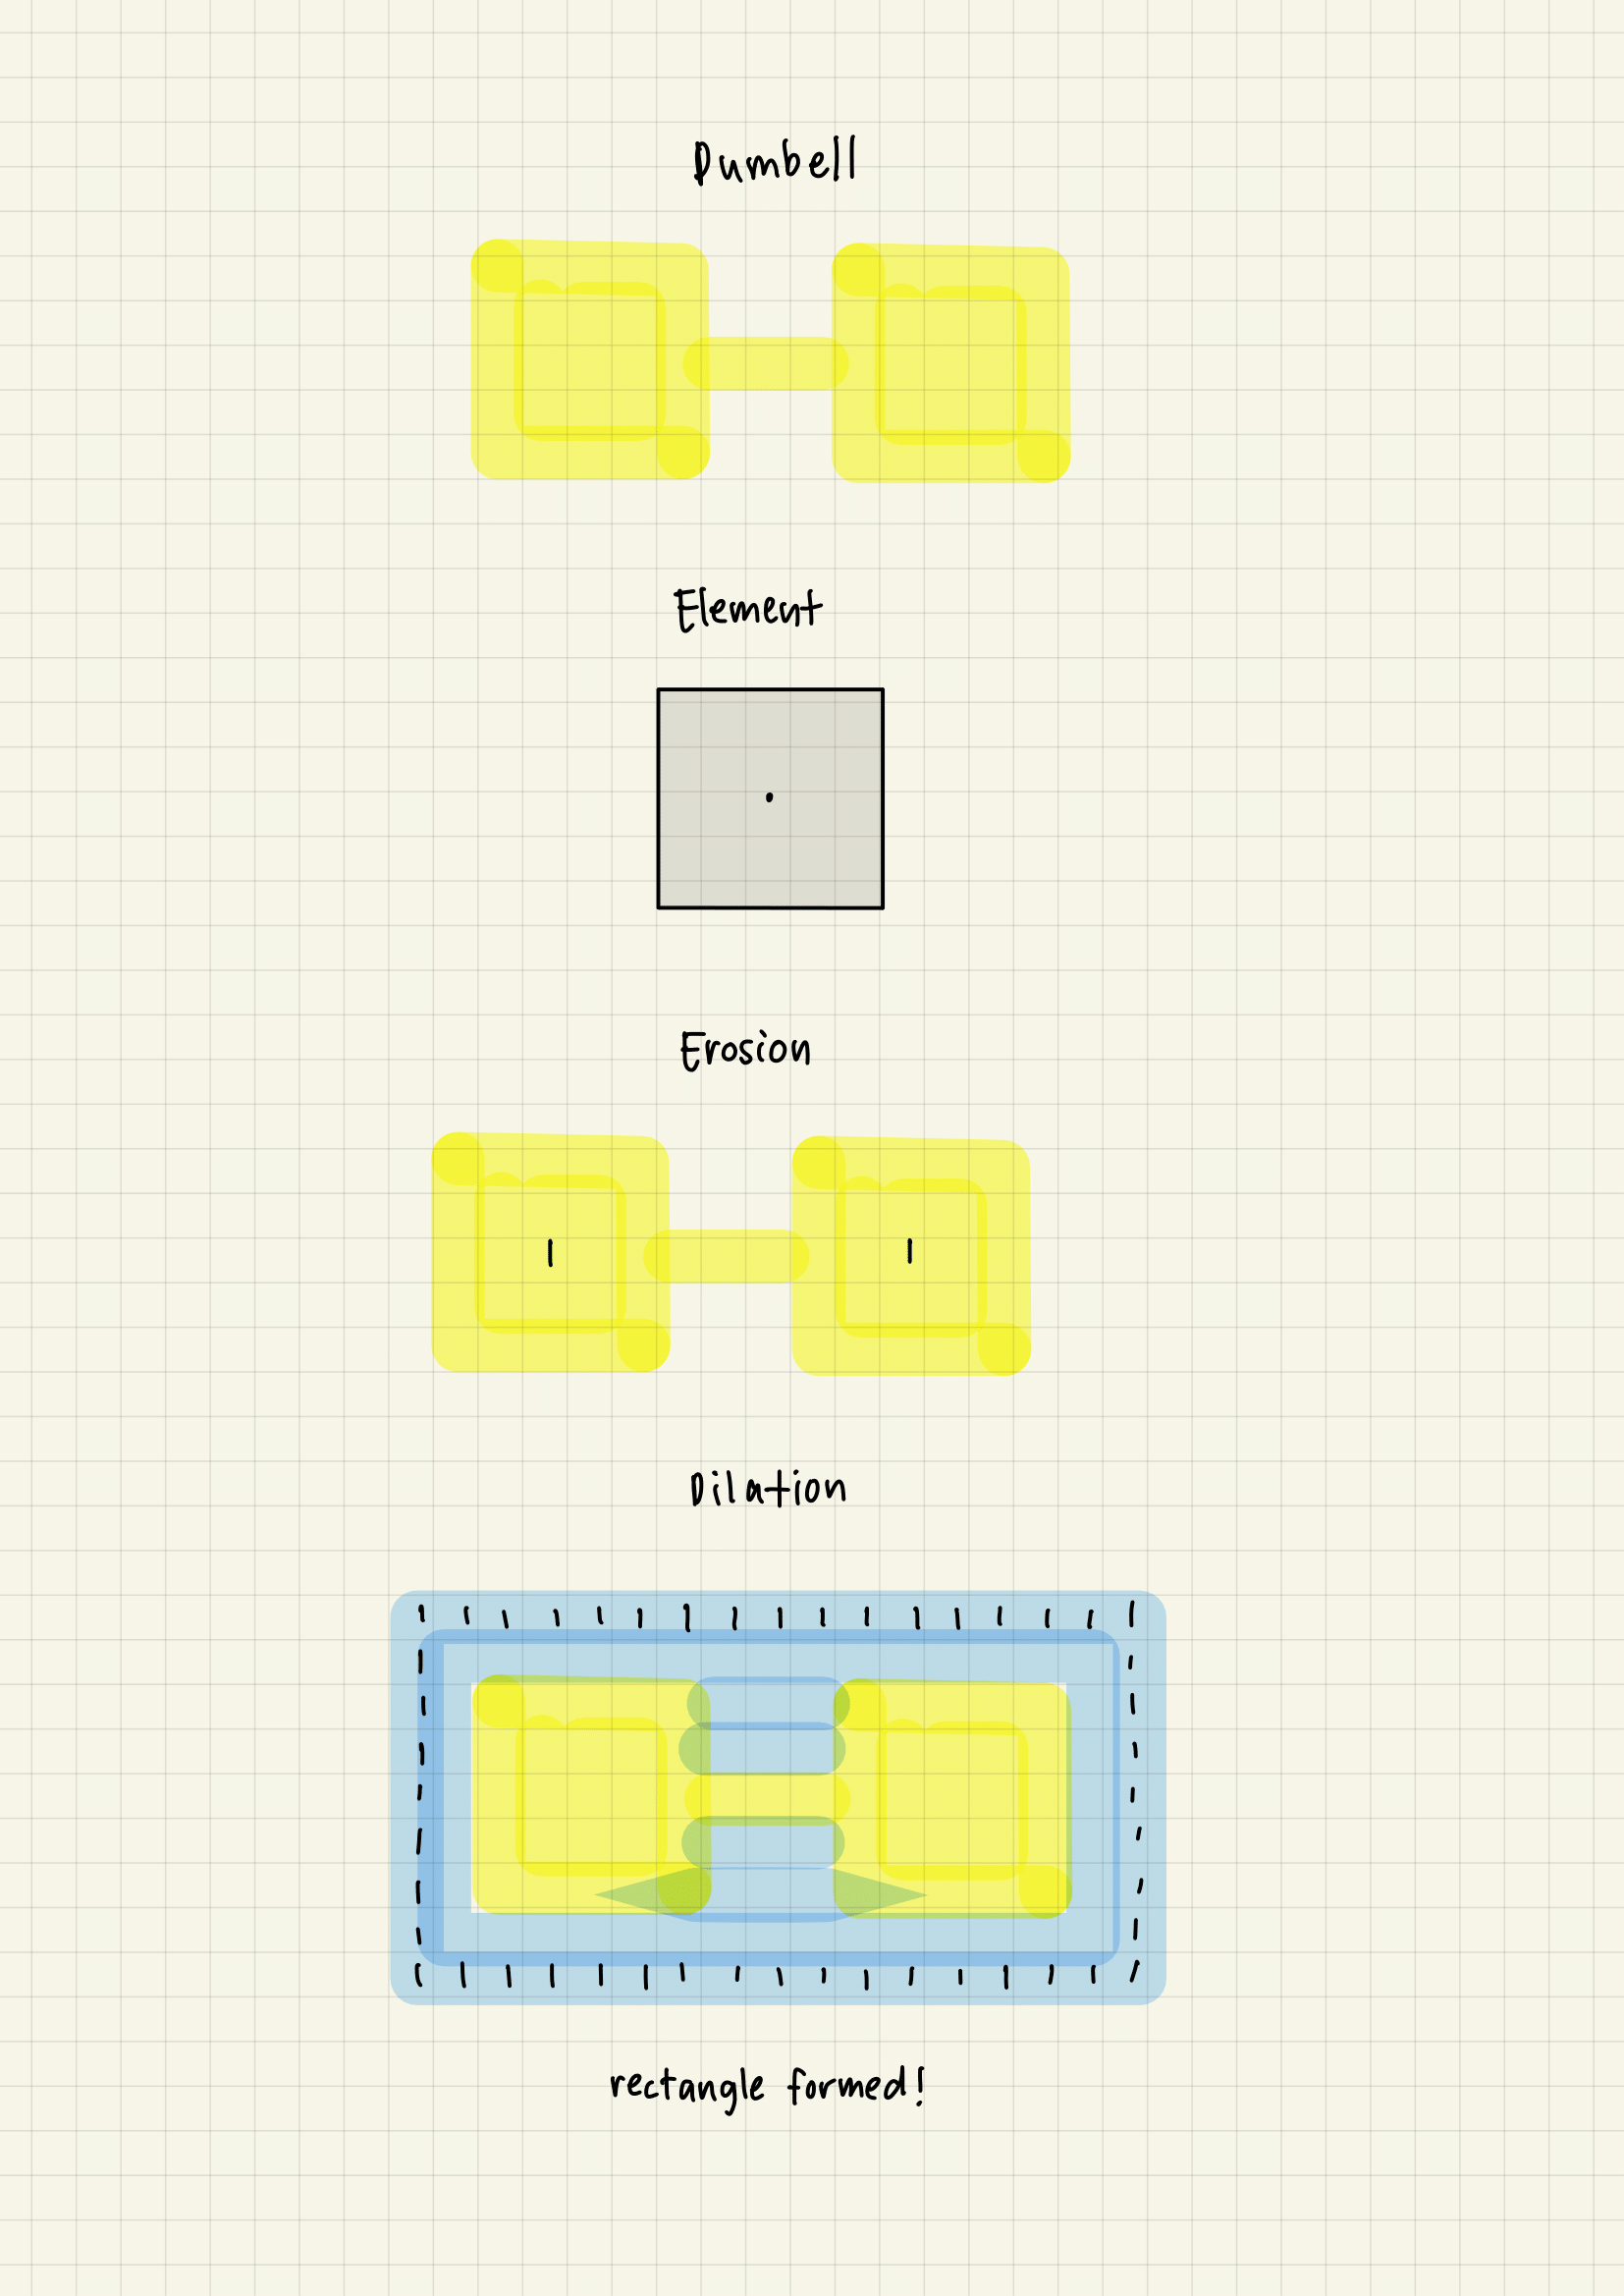 Dumbell
Element
Erosion
Dilation
rectangle formed!